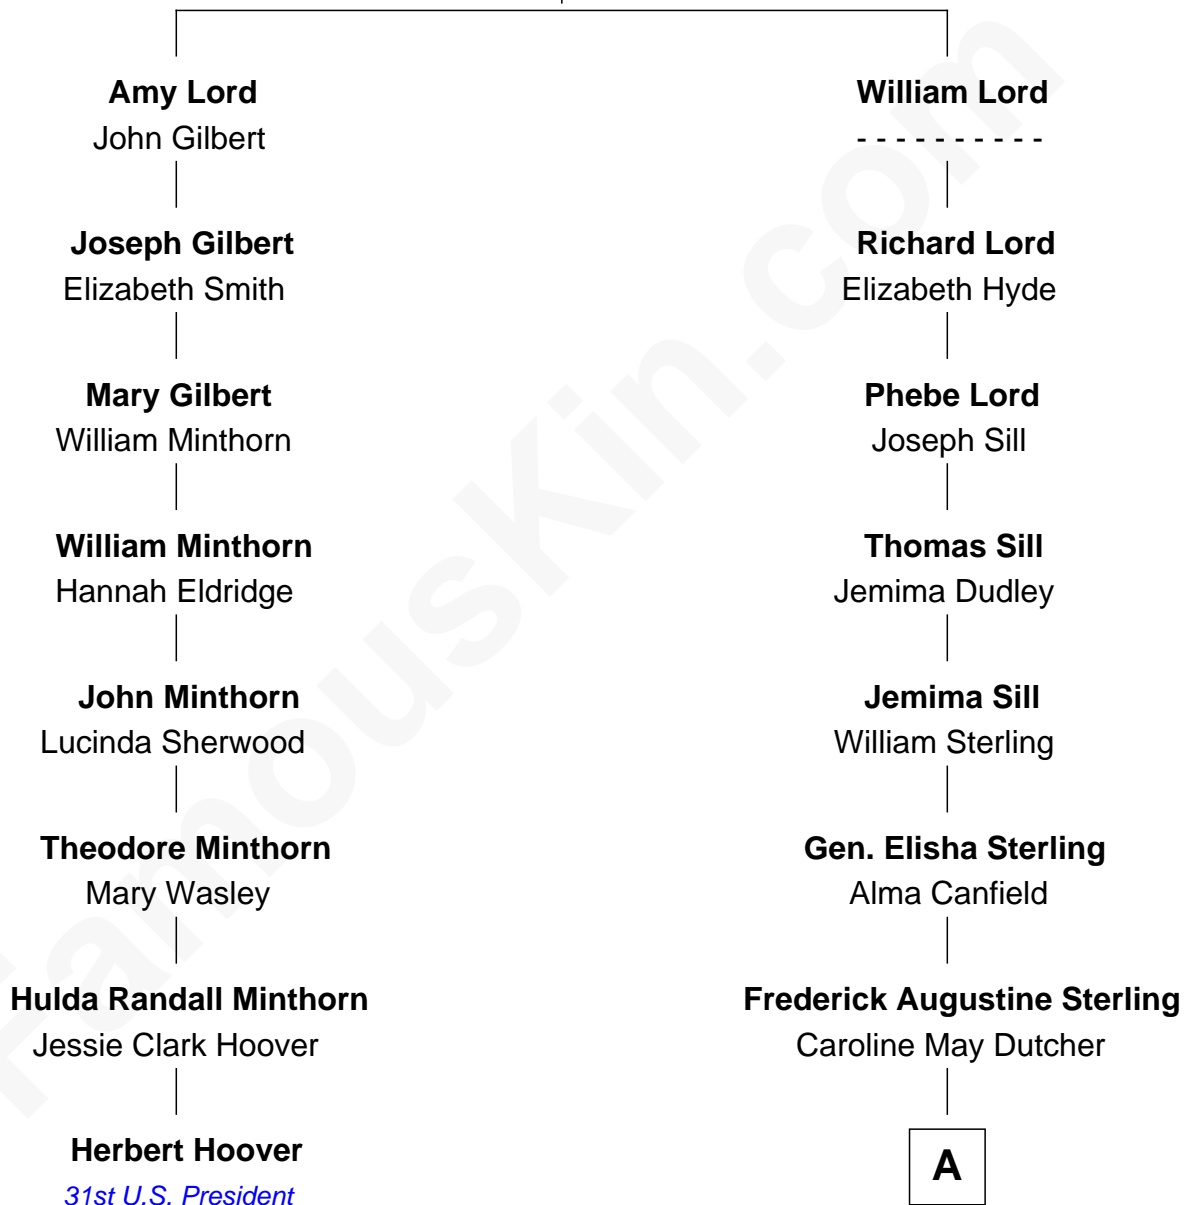 Amy Lord
John Gilbert
Joseph Gilbert
Elizabeth Smith
Mary Gilbert
William Minthorn
William Minthorn
Hannah Eldridge
John Minthorn
Lucinda Sherwood
Theodore Minthorn
Mary Wasley
Hulda Randall Minthorn
Jessie Clark Hoover
Herbert Hoover
31st U.S. President
William Lord
- - - - - - - - - -
Richard Lord
Elizabeth Hyde
Phebe Lord
Joseph Sill
Thomas Sill
Jemima Dudley
Jemima Sill
William Sterling
Gen. Elisha Sterling
Alma Canfield
Frederick Augustine Sterling
Caroline May Dutcher
A
FamousKin.com